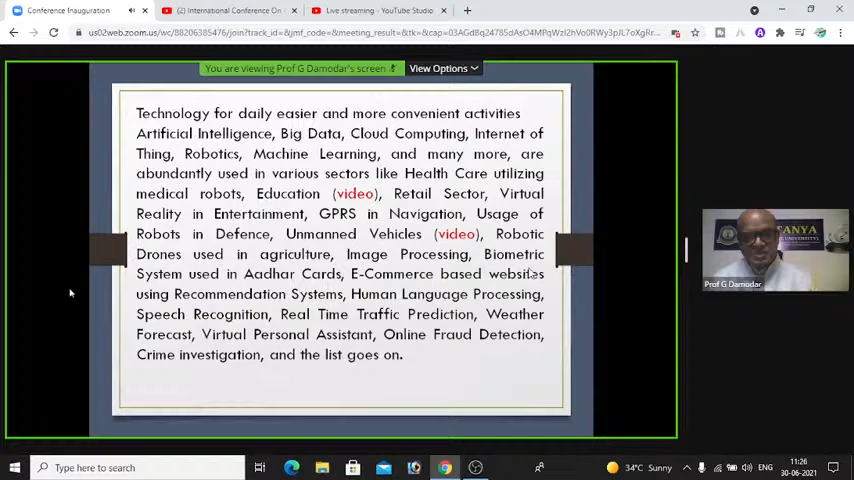 Conference Inauguration
(2) International Conference On
Live streaming - YouTube Studio
us02web.zoom.us/wc/88206385476/join?track_id=&jmf_code=&meeting_result=&tk=&cap=
You are viewing Prof G Damodar's screen
View Options
Technology for daily easier and more convenient activities
Artificial Intelligence, Big Data, Cloud Computing, Internet of
Thing, Robotics, Machine Learning, and many more, are
abundantly used in various sectors like Health Care utilizing
medical robots, Education (video), Retail Sector, Virtual
Reality in Entertainment, GPRS in Navigation, Usage of
Robots in Defence, Unmanned Vehicles (video), Robotic
Drones used in agriculture, Image Processing, Biometric
System used in Aadhar Cards, E-Commerce based websites
using Recommendation Systems, Human Language Processing,
Speech Recognition, Real Time Traffic Prediction, Weather
Forecast, Virtual Personal Assistant, Online Fraud Detection,
Crime investigation, and the list goes on.
Prof G Damodar
Type here to search
34°C Sunny
ENG
11:26
30-06-2021